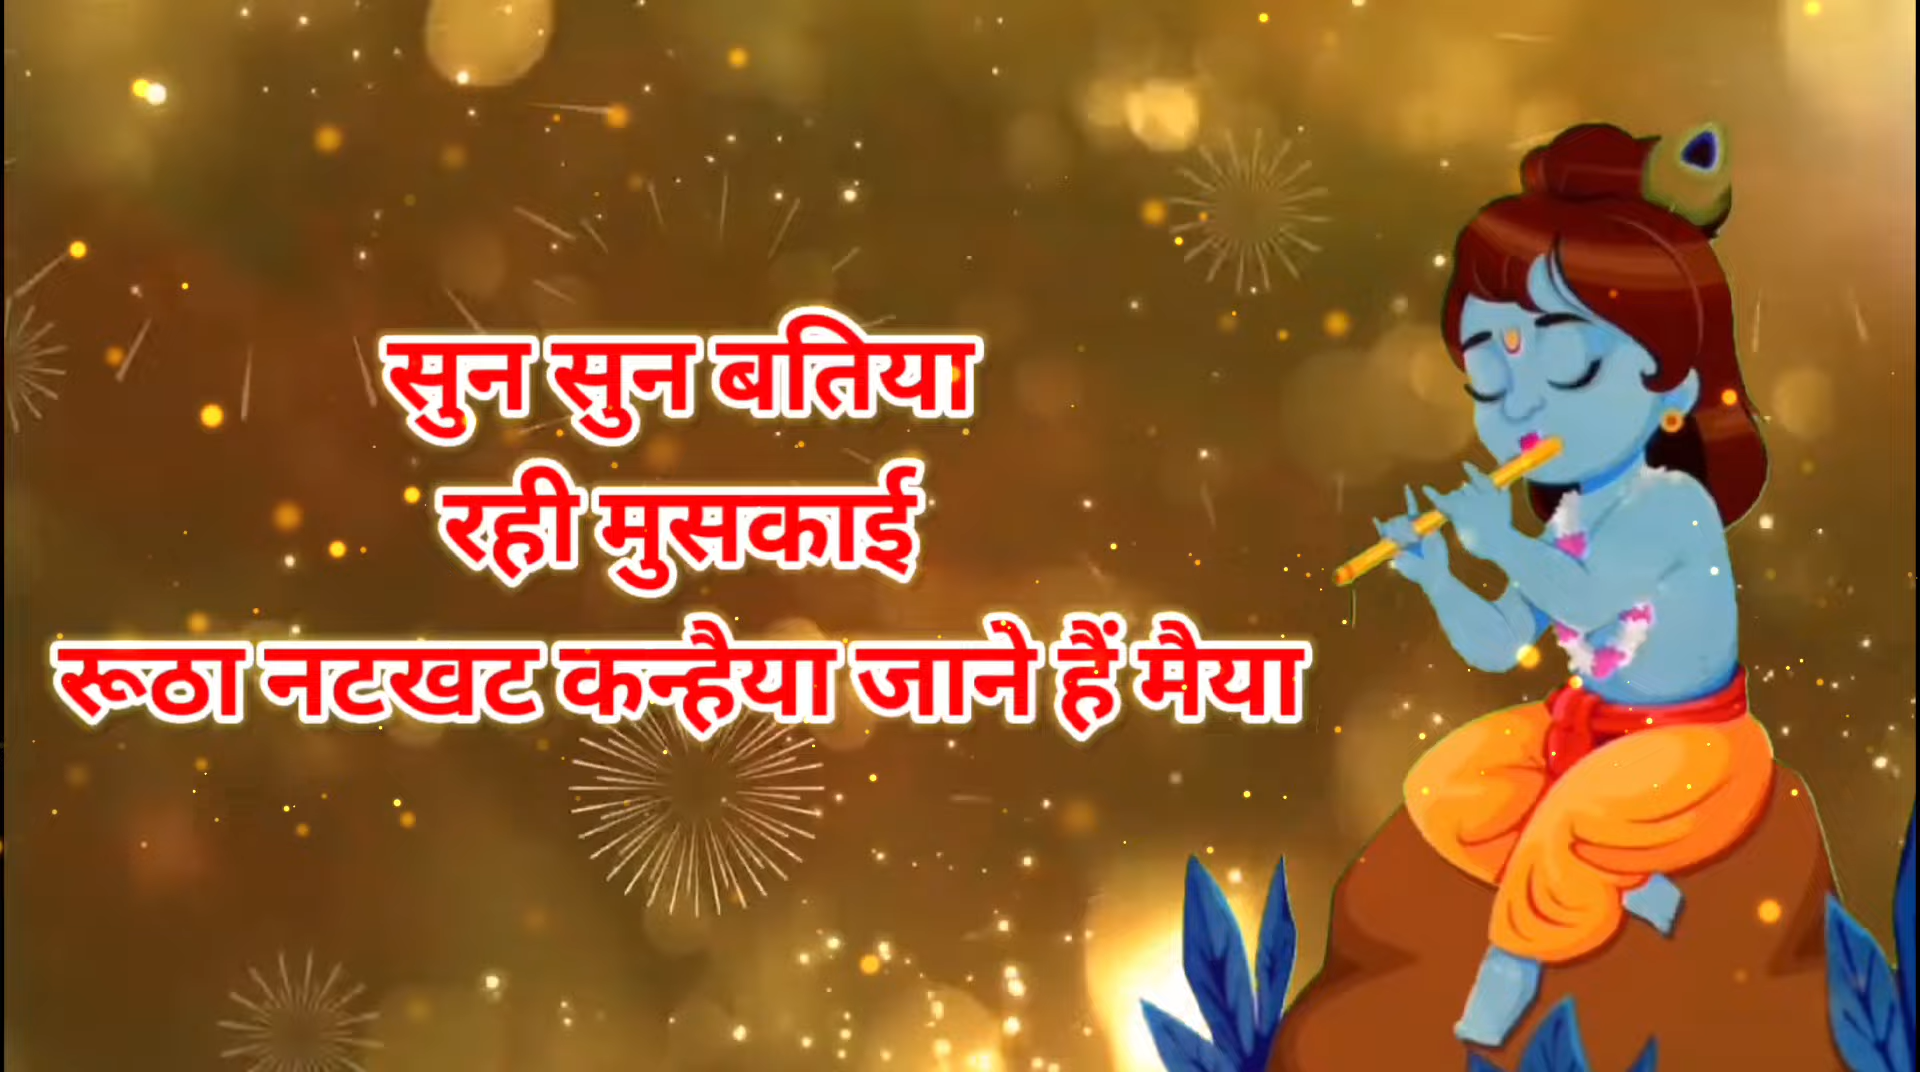 सुन सुन बतिया
रही मुसकाई
रूठा नटखट कन्हैया जाने हैं मैया